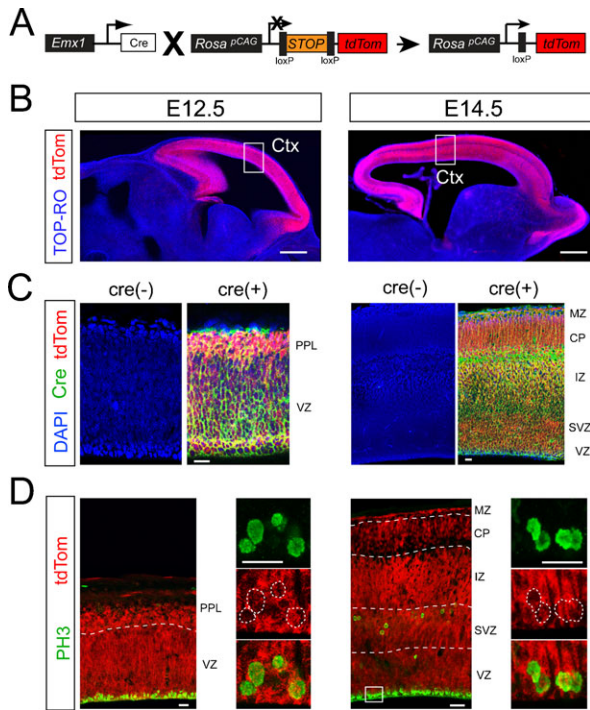 A
Emx1 Cre X Rosa pCAG STOP tdTom Rosa pCAG tdTom
loxP loxP loxP
B
E12.5 E14.5
TOP-RO tdTom
Ctx
Ctx
C
cre(-) cre(+) cre(-) cre(+)
DAPI Cre tdTom
PPL
VZ
MZ
CP
IZ
SVZ
VZ
D
PH3 tdTom
PPL
VZ
MZ
CP
IZ
SVZ
VZ